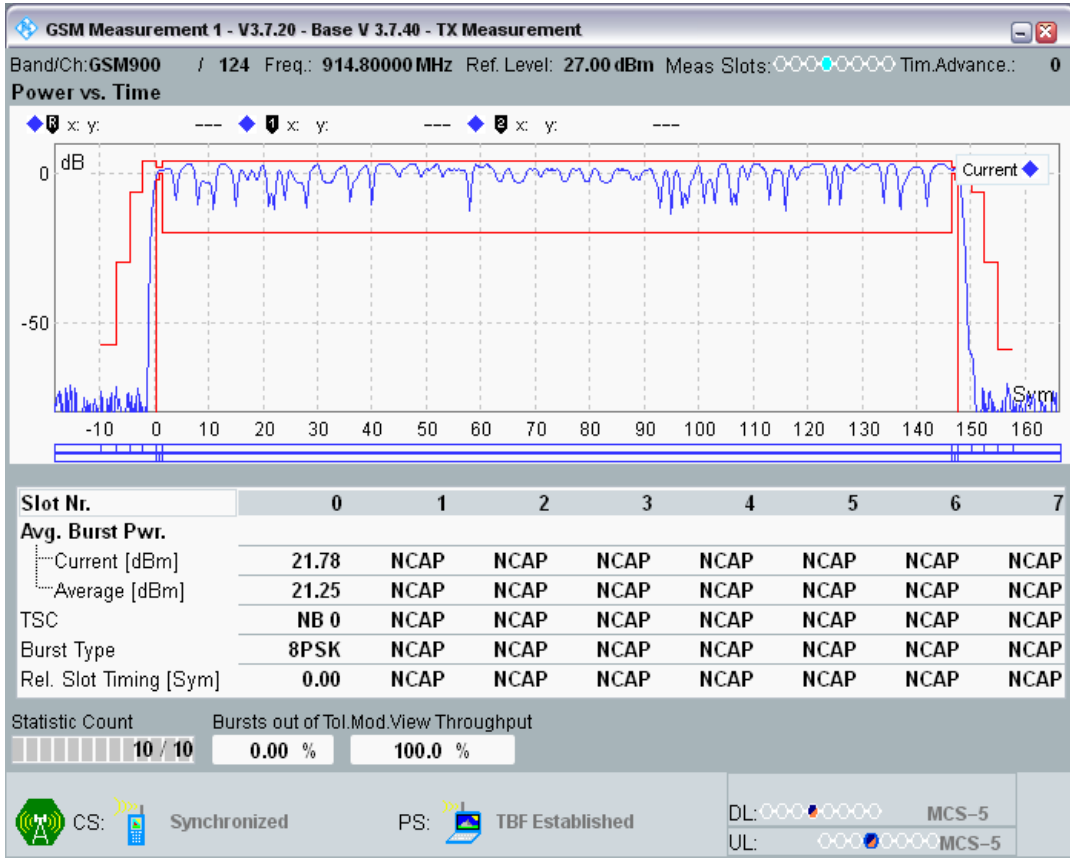 GSM Measurement 1 - V3.7.20 - Base V 3.7.40 - TX Measurement
Band/Ch:GSM900 / 124 Freq.: 914.80000 MHz Ref. Level: 27.00 dBm Meas Slots: Tim.Advance.: 0
Power vs. Time
R x: y: --- 1 x: y: --- 2 x: y: ---
dB
0
Current
-50
Sym
-10 0 10 20 30 40 50 60 70 80 90 100 110 120 130 140 150 160
Slot Nr. 0 1 2 3 4 5 6 7
Avg. Burst Pwr.
Current [dBm] 21.78 NCAP NCAP NCAP NCAP NCAP NCAP NCAP
Average [dBm] 21.25 NCAP NCAP NCAP NCAP NCAP NCAP NCAP
TSC NB 0 NCAP NCAP NCAP NCAP NCAP NCAP NCAP
Burst Type 8PSK NCAP NCAP NCAP NCAP NCAP NCAP NCAP
Rel. Slot Timing [Sym] 0.00 NCAP NCAP NCAP NCAP NCAP NCAP NCAP
Statistic Count Bursts out of Tol.Mod.View Throughput
10 / 10 0.00 % 100.0 %
CS: Synchronized PS: TBF Established
DL: MCS-5
UL: MCS-5